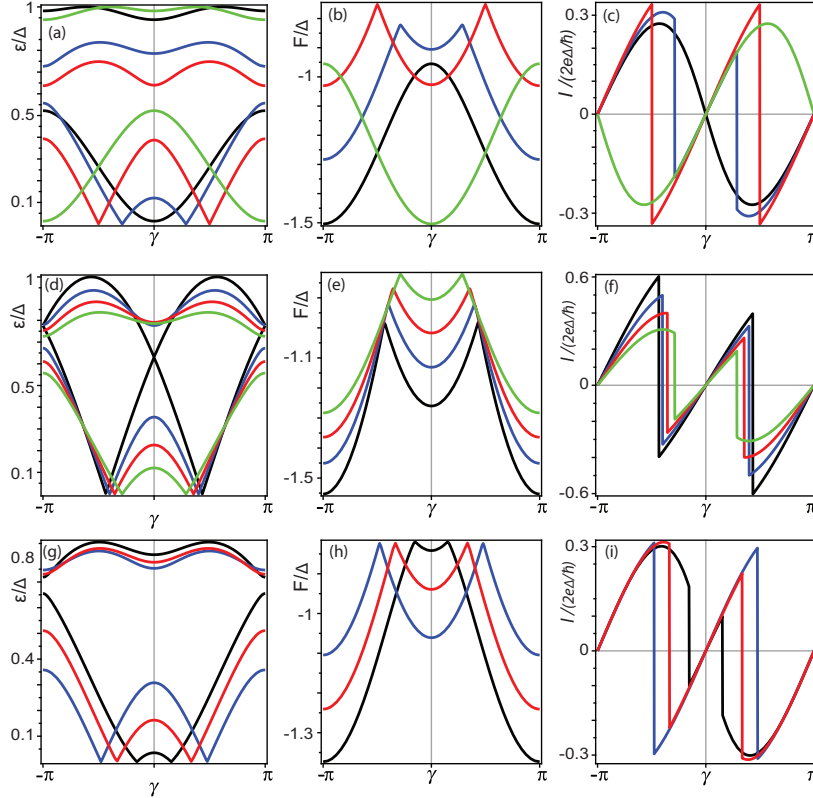 (a)
ε/Δ
1
0.5
0.1
-π
γ
π
(b)
F/Δ
-1
-1.5
-π
γ
π
(c)
I /(2eΔ/ħ)
0.3
0
-0.3
-π
γ
π
(d)
ε/Δ
1
0.5
0.1
-π
γ
π
(e)
F/Δ
-1.1
-1.5
-π
γ
π
(f)
I /(2eΔ/ħ)
0.6
0
-0.6
-π
γ
π
(g)
ε/Δ
0.8
0.4
0.1
-π
γ
π
(h)
F/Δ
-1
-1.3
-π
γ
π
(i)
I /(2eΔ/ħ)
0.3
0
-0.3
-π
γ
π